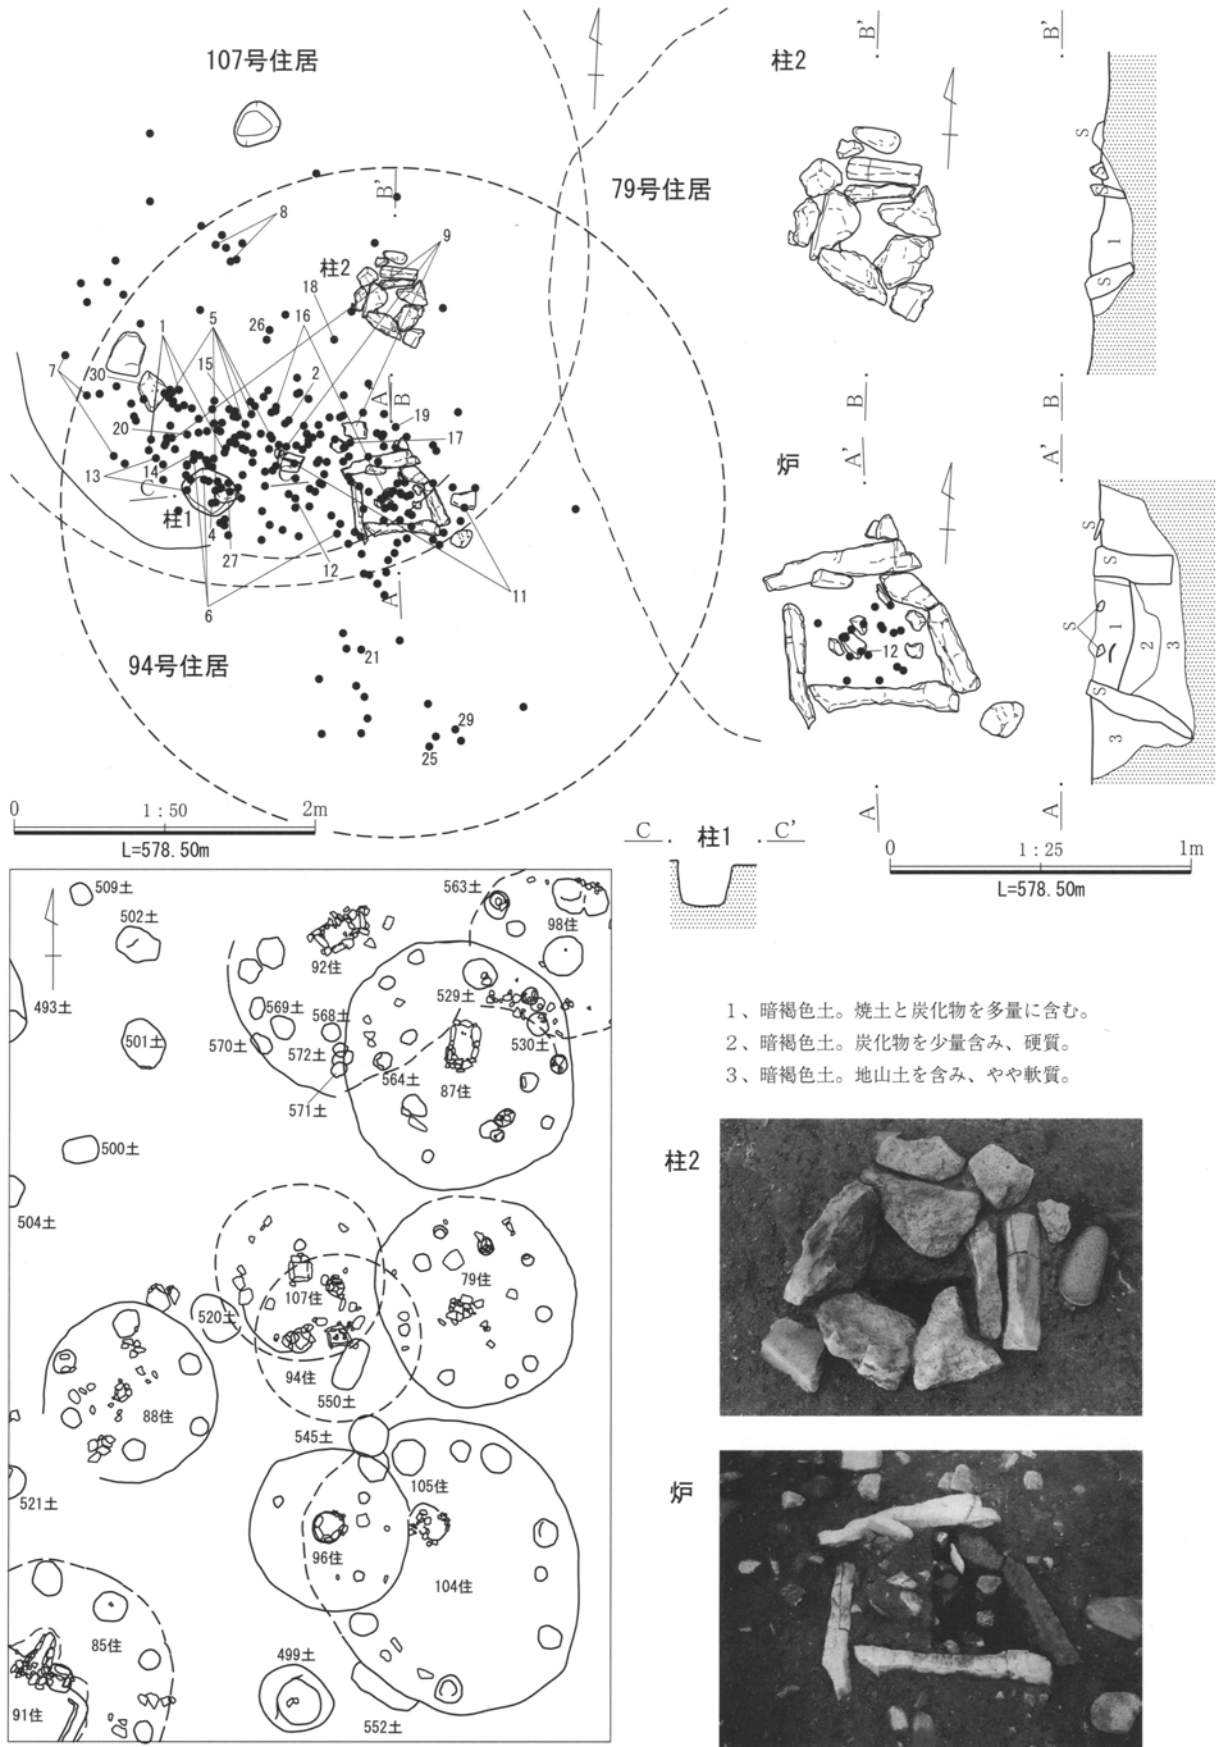 107号住居
79号住居
94号住居
柱2
柱1
B'
B
A
A
C
C
8
9
18
26
16
1
5
15
2
7
30
20
13
14
19
17
4
27
12
6
11
21
29
25
0 1:50 2m
L=578.50m
柱2
B'
B'
S
S
1
B
B
炉
A'
A'
12
S
S
S
1
2
3
S
3
A
A
C 柱1 C'
0 1:25 1m
L=578.50m
509土
502土
493土
501土
500土
504土
92住
569土
568土
570土
572土
571土
564土
563土
98住
529土
530土
87住
107住
79住
520土
94住
550土
88住
545土
105住
521土
96住
104住
85住
91住
499土
552土
1、暗褐色土。焼土と炭化物を多量に含む。
2、暗褐色土。炭化物を少量含み、硬質。
3、暗褐色土。地山土を含み、やや軟質。
柱2
炉